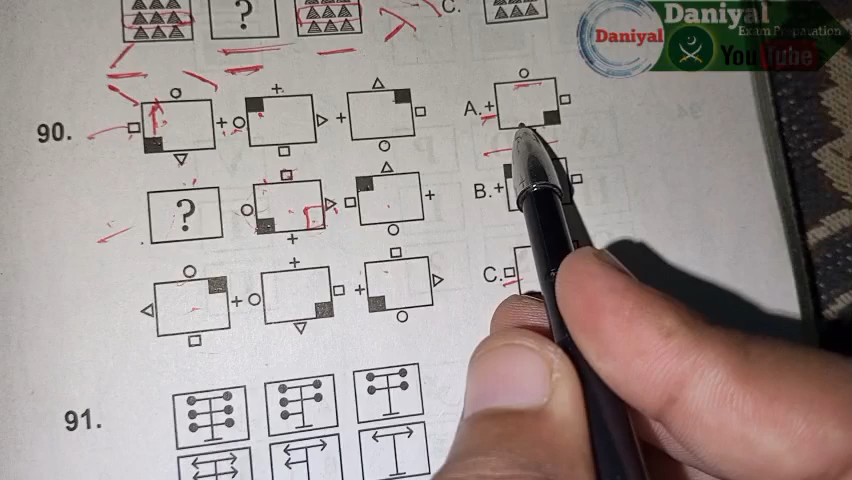 C.
Daniyal
Daniyal
Exam Preparation
YouTube
?
90.
A.
?
B.
C.
91.